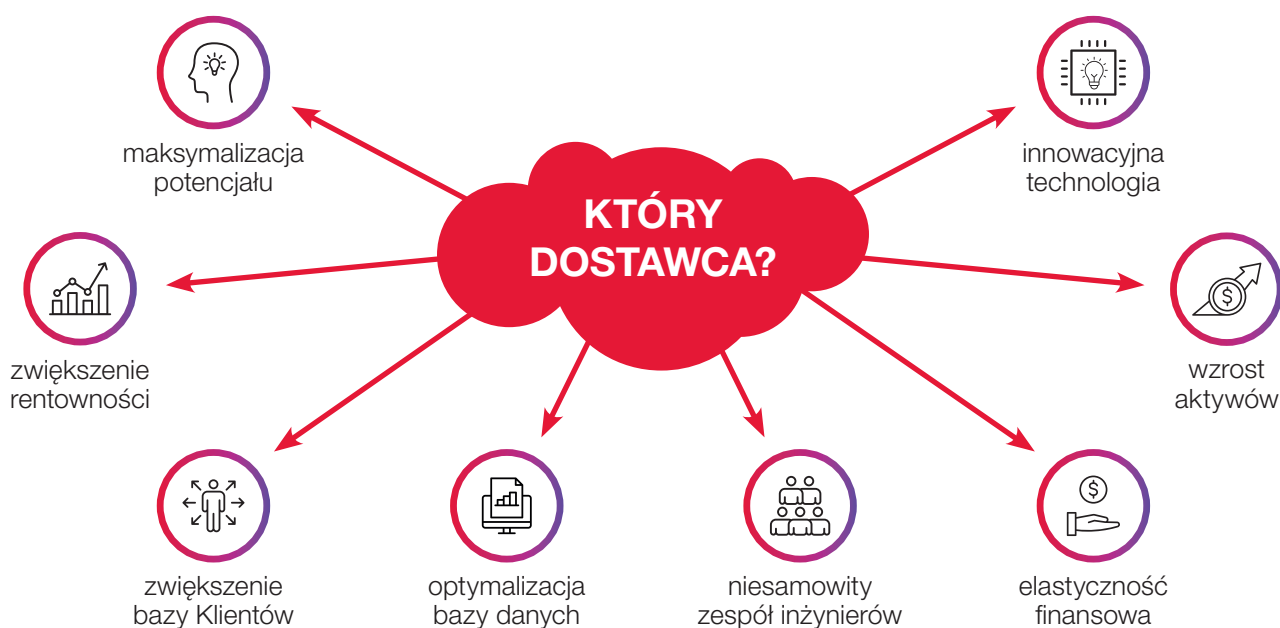 maksymalizacja
potencjału
innowacyjna
technologia
KTÓRY
DOSTAWCA?
zwiększenie
rentowności
wzrost
aktywów
zwiększenie
bazy Klientów
optymalizacja
bazy danych
niesamowity
zespół inżynierów
elastyczność
finansowa